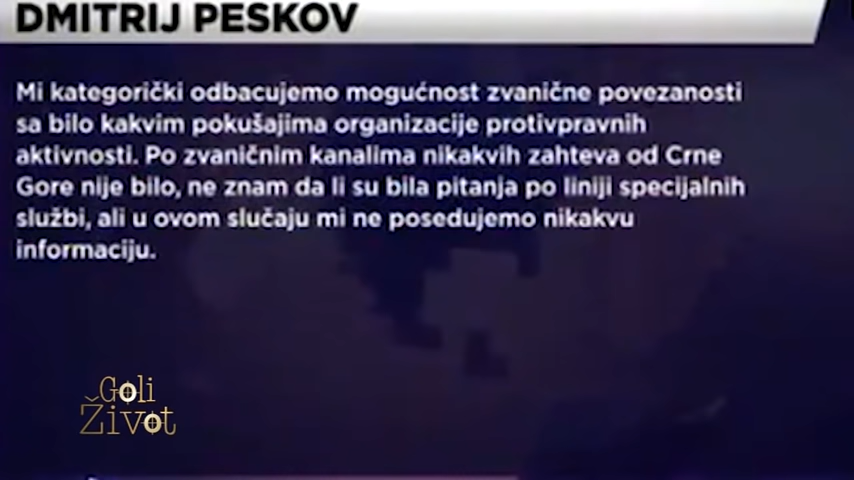 DMITRIJ PESKOV
Mi kategorički odbacujemo mogućnost zvanične povezanosti
sa bilo kakvim pokušajima organizacije protivpravnih
aktivnosti. Po zvaničnim kanalima nikakvih zahteva od Crne
Gore nije bilo, ne znam da li su bila pitanja po liniji specijalnih
službi, ali u ovom slučaju mi ne posedujemo nikakvu
informaciju.
Goli
Život